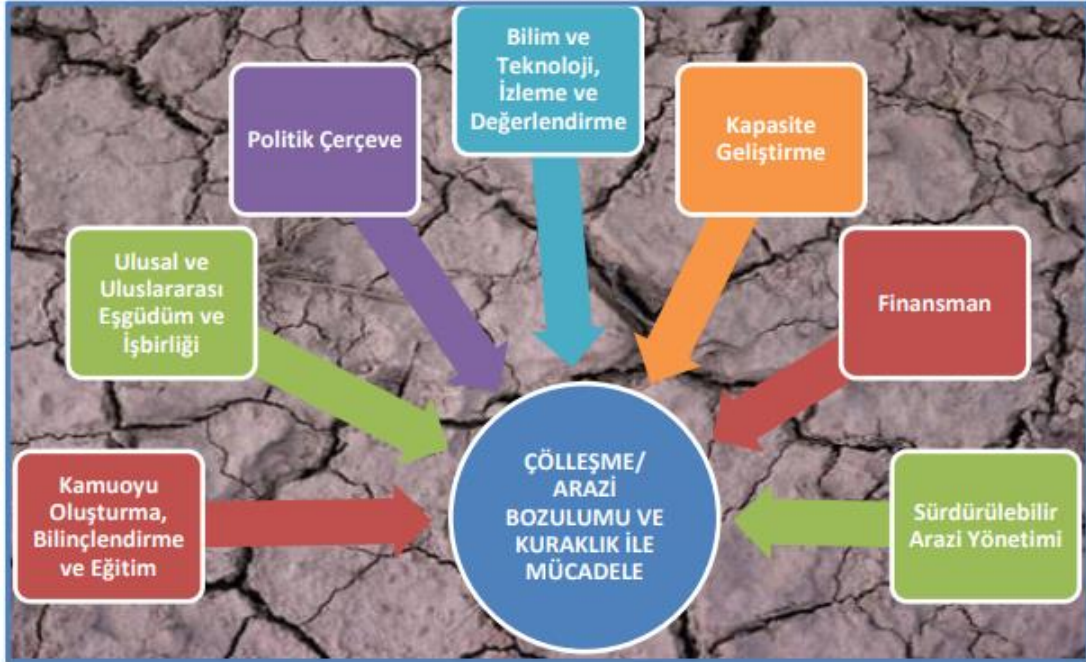 Bilim ve
Teknoloji,
İzleme ve
Değerlendirme
Politik Çerçeve
Kapasite
Geliştirme
Ulusal ve
Uluslararası
Eşgüdüm ve
İşbirliği
Finansman
Kamuoyu
Oluşturma,
Bilinçlendirme
ve Eğitim
ÇÖLLEŞME/
ARAZİ
BOZULUMU VE
KURAKLIK İLE
MÜCADELE
Sürdürülebilir
Arazi Yönetimi